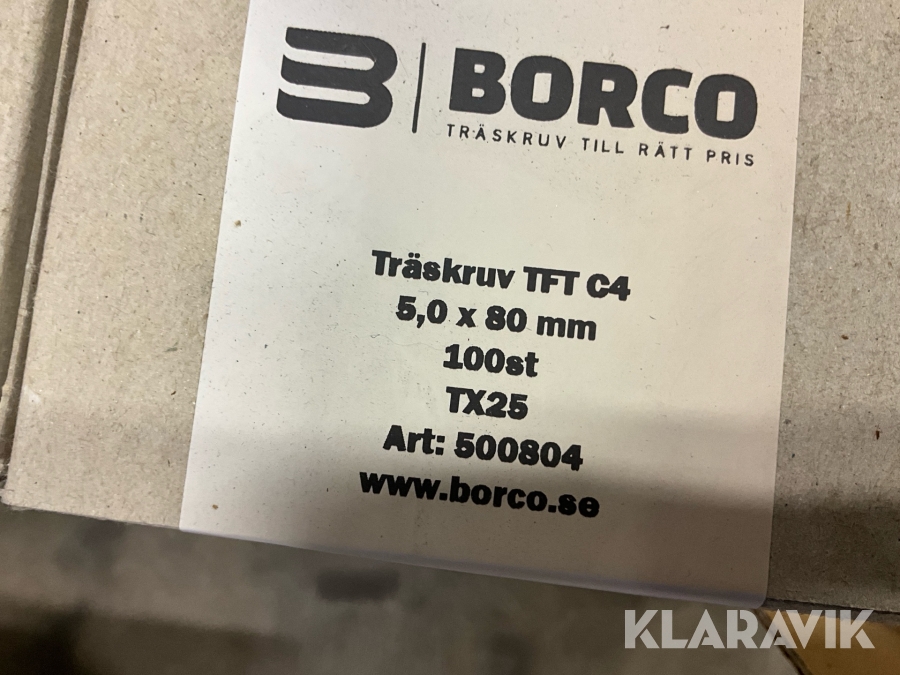 BORCO
TRÄSKRUV TILL RÄTT PRIS
Träskruv TFT C4
5,0 x 80 mm
100st
TX25
Art: 500804
www.borco.se
KLARAVIK